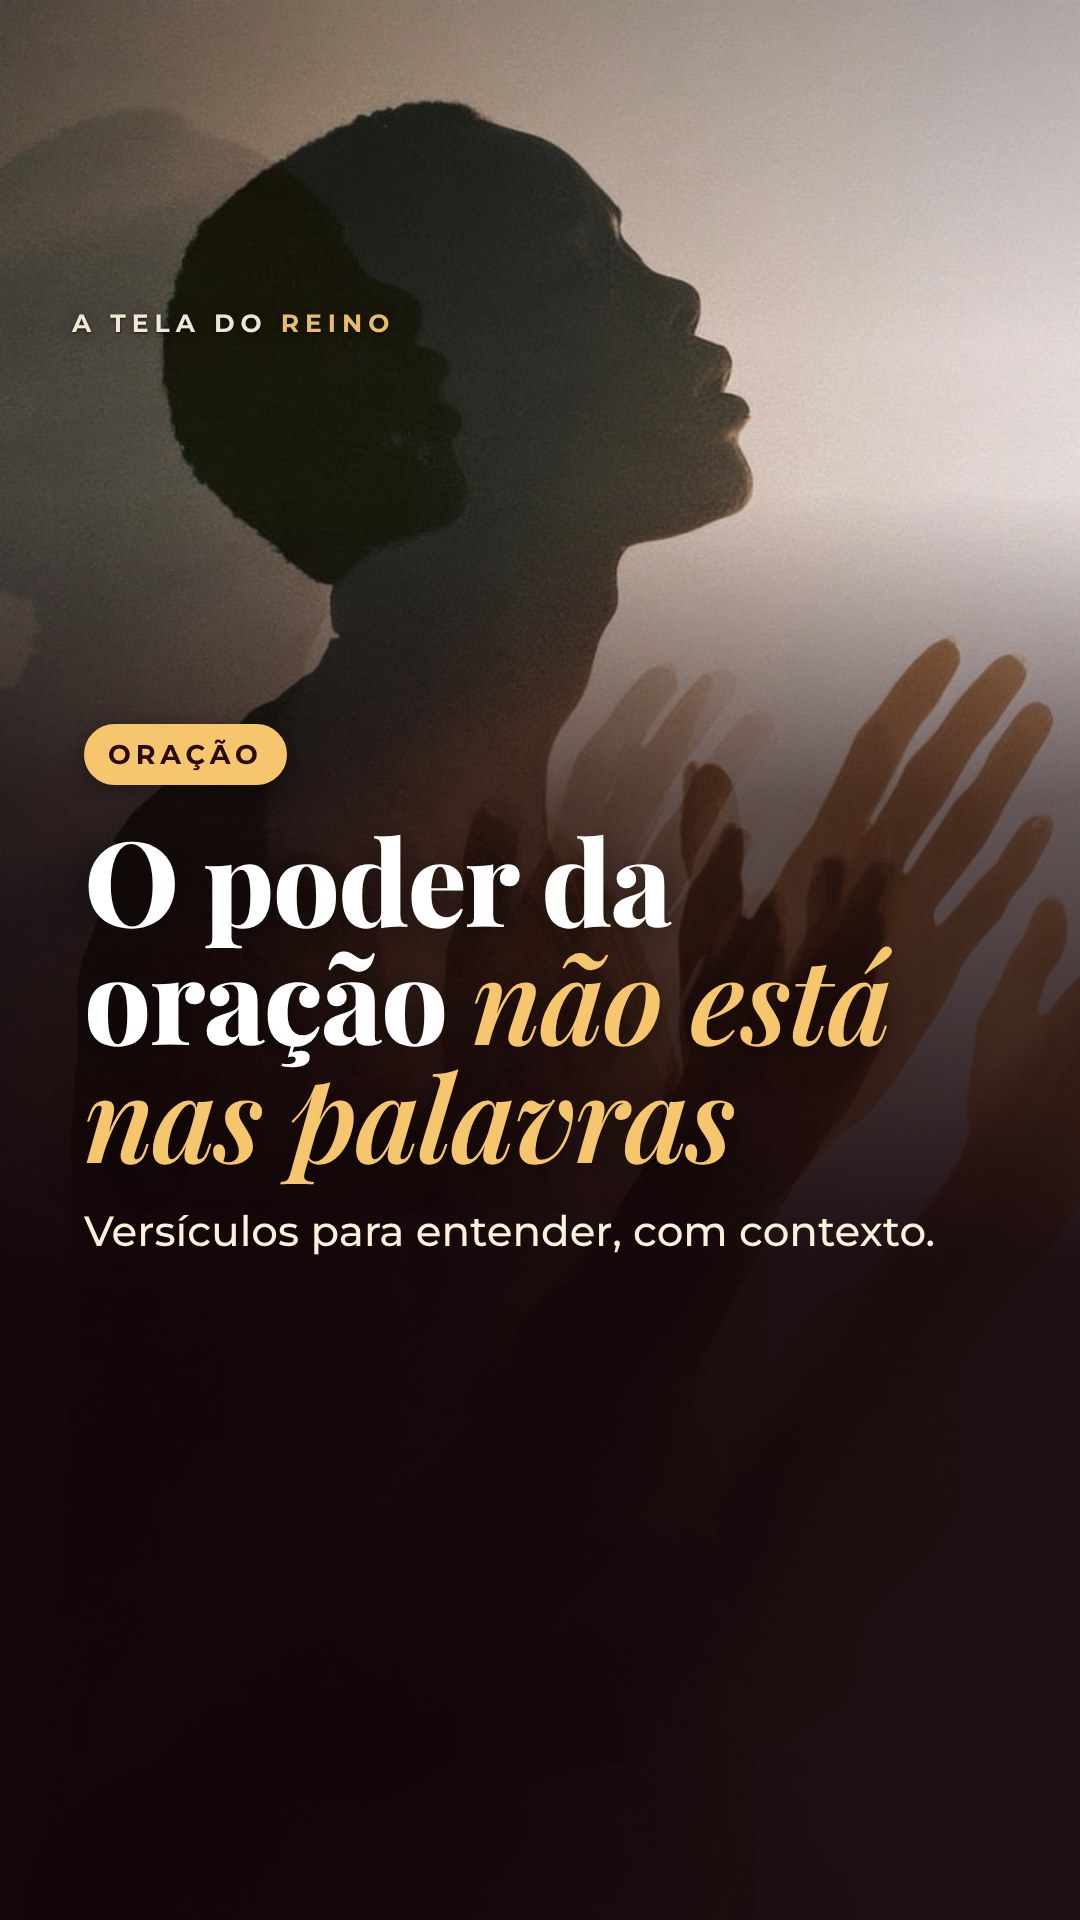 A TELA DO REINO
ORAÇÃO
O poder da
oração não está
nas palavras
Versículos para entender, com contexto.